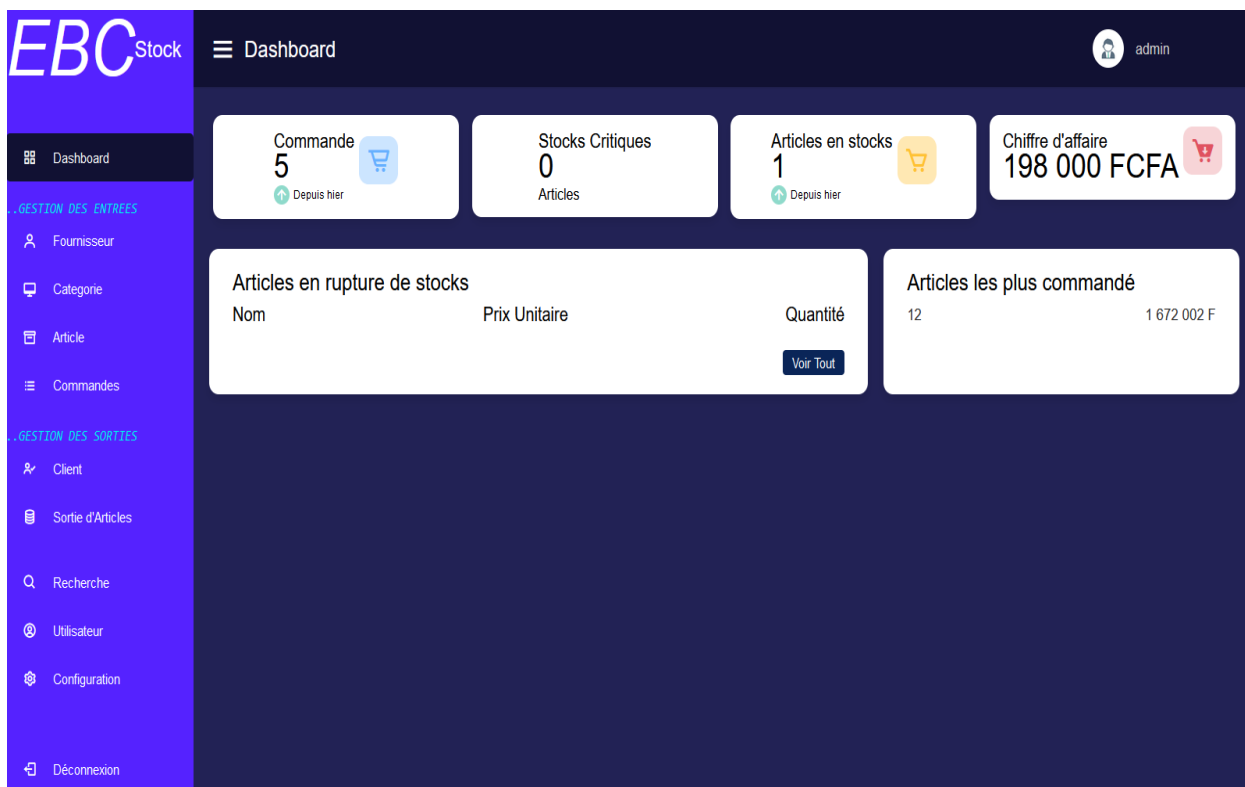 EBC Stock
Dashboard
admin
Dashboard
..GESTION DES ENTREES
Fournisseur
Categorie
Article
Commandes
..GESTION DES SORTIES
Client
Sortie d'Articles
Recherche
Utilisateur
Configuration
Déconnexion
Commande
5
Depuis hier
Stocks Critiques
0
Articles
Articles en stocks
1
Depuis hier
Chiffre d'affaire
198 000 FCFA
Articles en rupture de stocks
Nom Prix Unitaire Quantité
Voir Tout
Articles les plus commandé
12 1 672 002 F